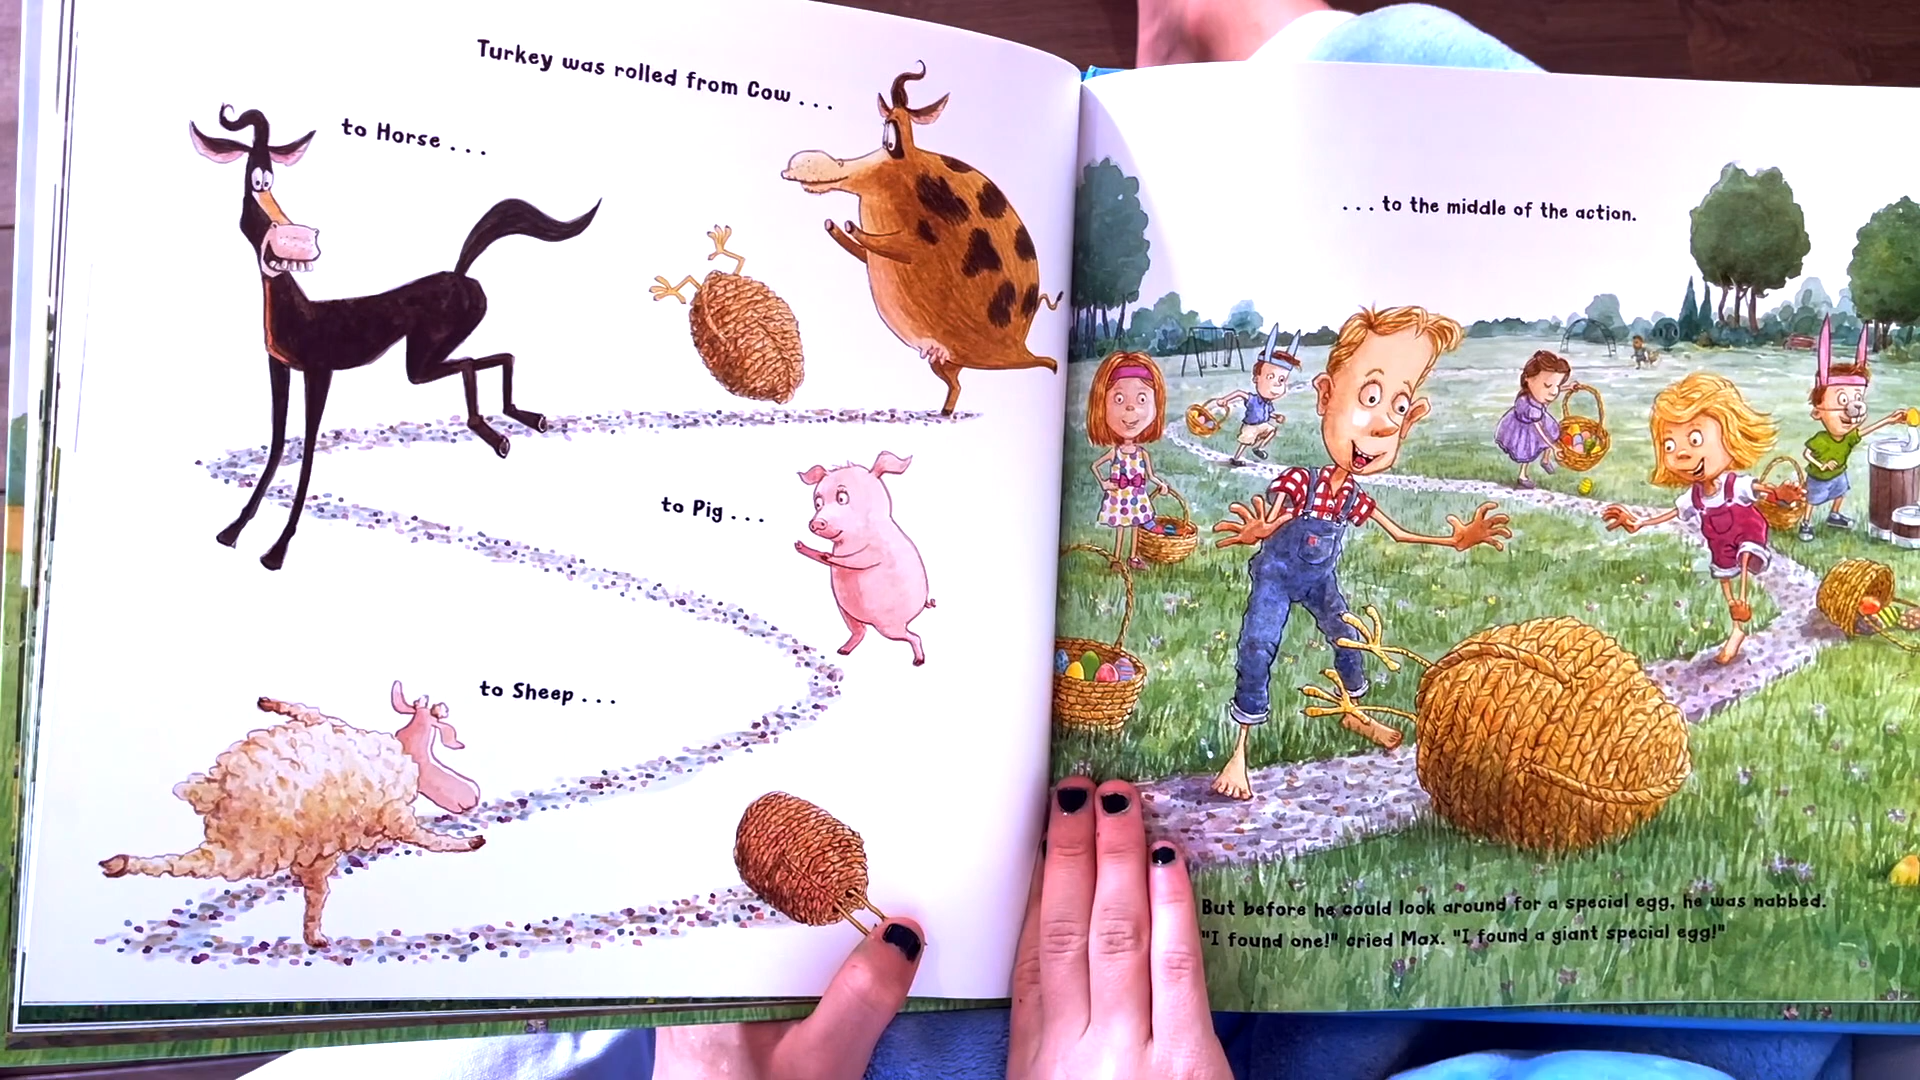 Turkey was rolled from Cow . . .
to Horse . . .
to Pig . . .
to Sheep . . .
. . . to the middle of the action.
But before he could look around for a special egg, he was nabbed.
"I found one!" cried Max. "I found a giant special egg!"